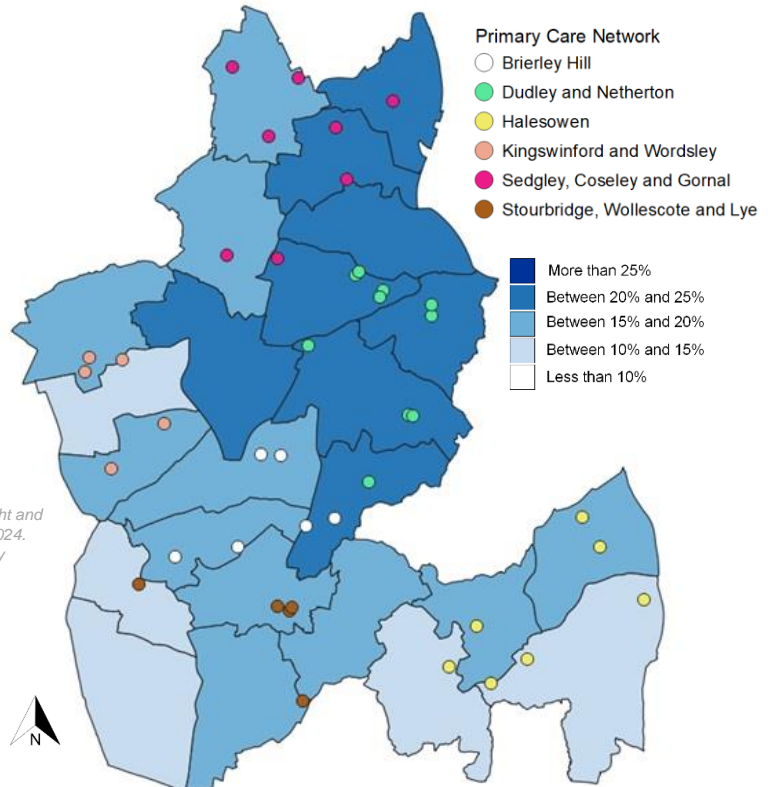 Primary Care Network
Brierley Hill
Dudley and Netherton
Halesowen
Kingswinford and Wordsley
Sedgley, Coseley and Gornal
Stourbridge, Wollescote and Lye
More than 25%
Between 20% and 25%
Between 15% and 20%
Between 10% and 15%
Less than 10%
and
024.
N